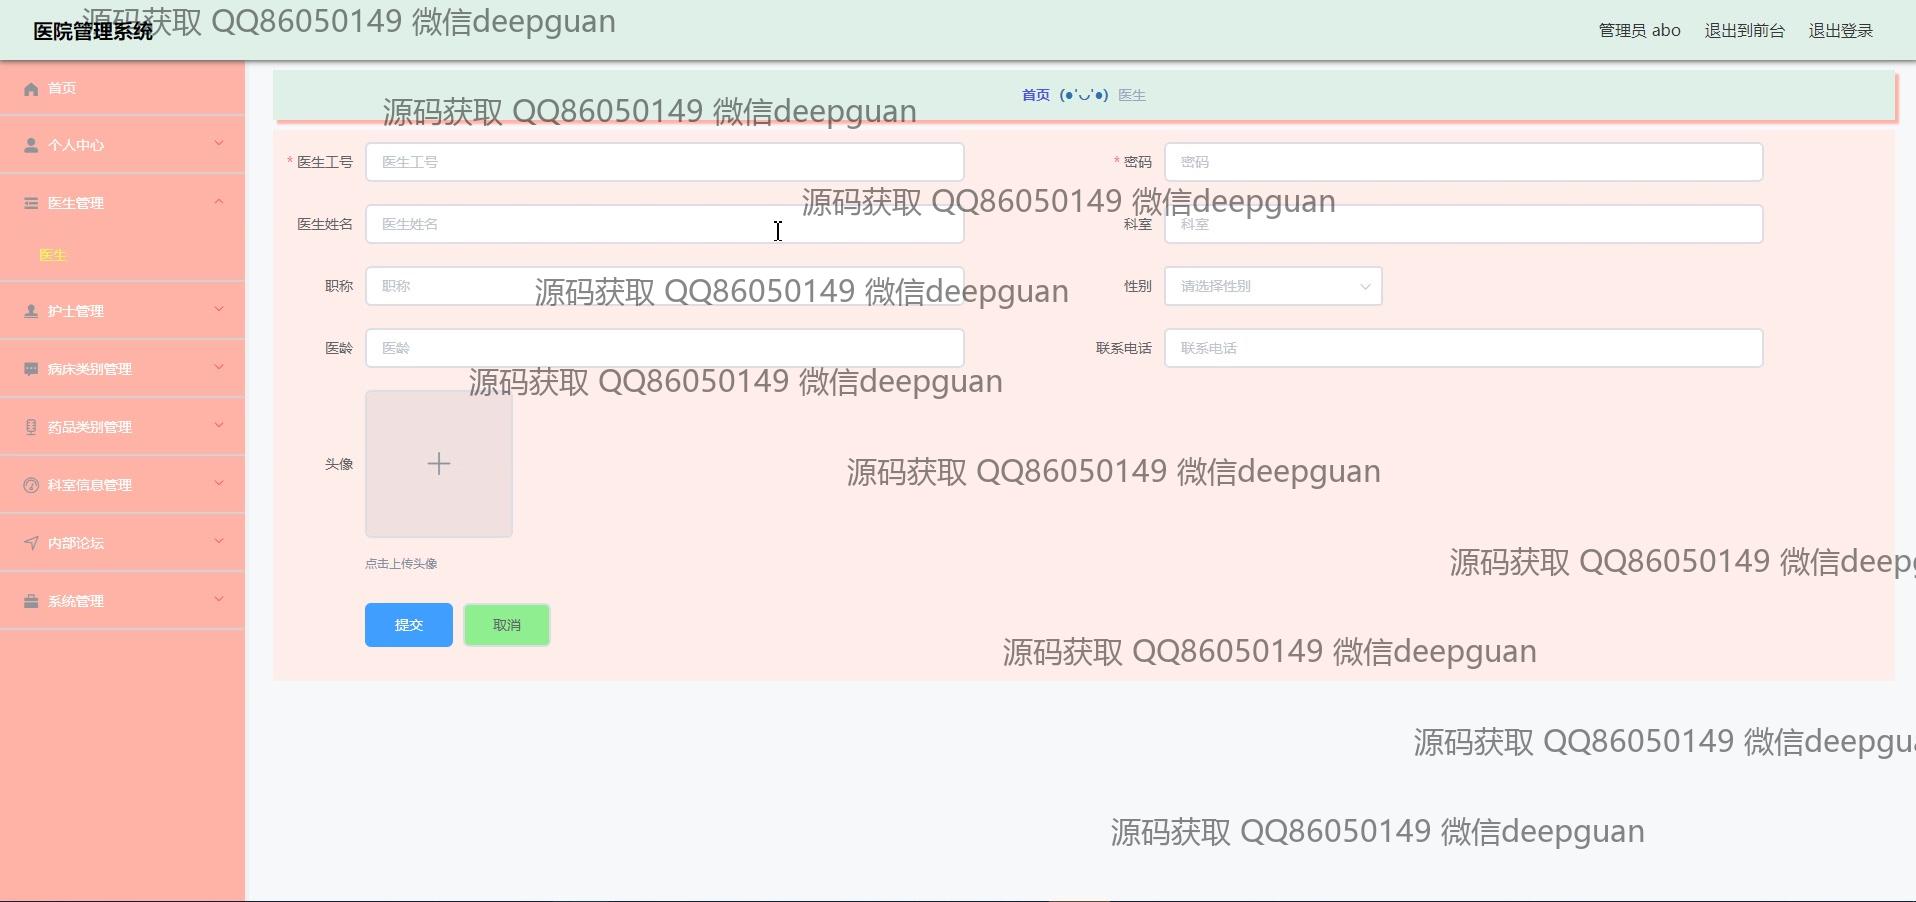 医院管理系统
源码获取 QQ86050149 微信deepguan
管理员 abo 退出到前台 退出登录
首页
个人中心
医生管理
医生
护士管理
病床类别管理
药品类别管理
科室信息管理
内部论坛
系统管理
首页 (●'◡'●) 医生
源码获取 QQ86050149 微信deepguan
* 医生工号 医生工号
* 密码 密码
源码获取 QQ86050149 微信deepguan
医生姓名 医生姓名
科室 科室
职称 职称
源码获取 QQ86050149 微信deepguan
性别 请选择性别
医龄 医龄
联系电话 联系电话
源码获取 QQ86050149 微信deepguan
头像
源码获取 QQ86050149 微信deepguan
点击上传头像
源码获取 QQ86050149 微信deep
提交 取消
源码获取 QQ86050149 微信deepguan
源码获取 QQ86050149 微信deepgu
源码获取 QQ86050149 微信deepguan